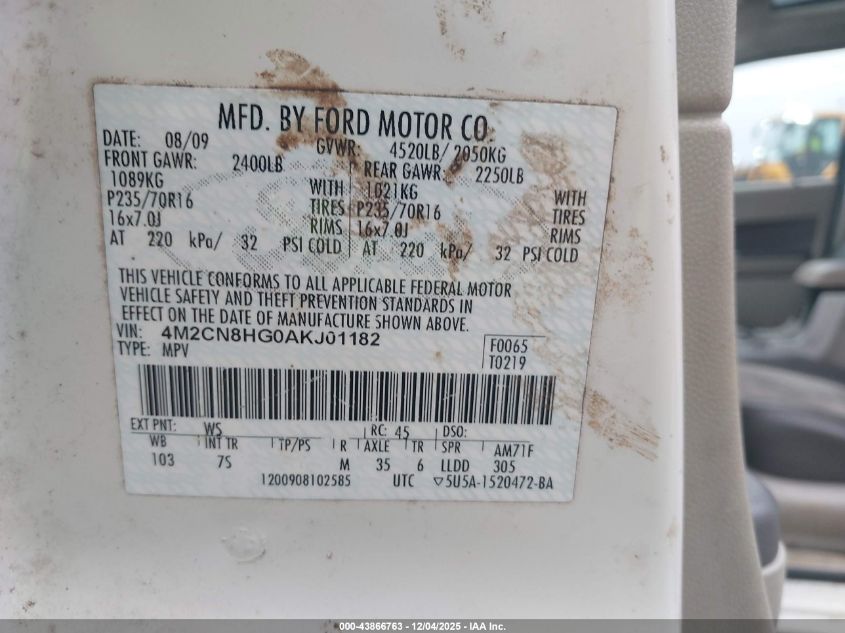 MFD. BY FORD MOTOR CO.
DATE: 08/09 GVWR: 4520LB/ 2050KG
FRONT GAWR: 2400LB REAR GAWR: 2250LB
1089KG WITH 1021KG WITH
P235/70R16 TIRES P235/70R16 TIRES
16x7.0J RIMS 16x7.0J RIMS
AT 220 kPa/ 32 PSI COLD AT 220 kPa/ 32 PSI COLD
THIS VEHICLE CONFORMS TO ALL APPLICABLE FEDERAL MOTOR
VEHICLE SAFETY AND THEFT PREVENTION STANDARDS IN
EFFECT ON THE DATE OF MANUFACTURE SHOWN ABOVE.
VIN: 4M2CN8HG0AKJ01182 F0065
TYPE: MPV T0219
EXT PNT: WS RC: 45 DSO:
WB INT TR TP/PS R AXLE TR SPR AM71F
103 7S M 35 6 LLDD 305
1200908102585 UTC ▽5U5A-1520472-BA
000-43866763 - 12/04/2025 - IAA Inc.